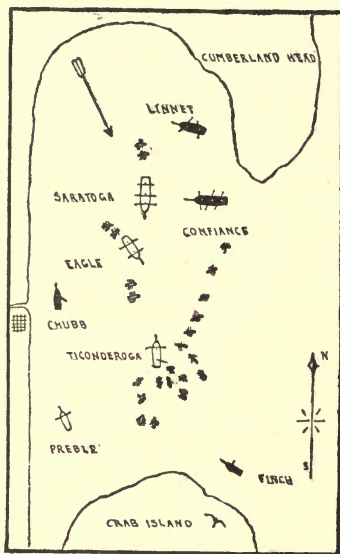 CUMBERLAND HEAD
LINNET
SARATOGA
CONFIANCE
EAGLE
CHUBB
TICONDEROGA
N
S
PREBLE
FINCH
CRAB ISLAND